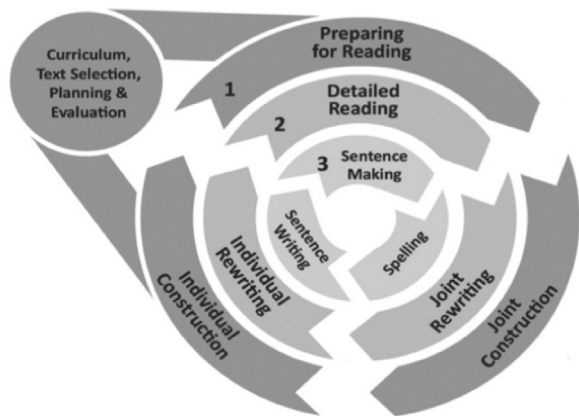 Curriculum,
Text Selection,
Planning &
Evaluation
Preparing
for Reading
1
Detailed
Reading
2
Sentence
Making
3
Spelling
Sentence
Writing
Joint
Rewriting
Individual
Rewriting
Joint
Construction
Individual
Construction